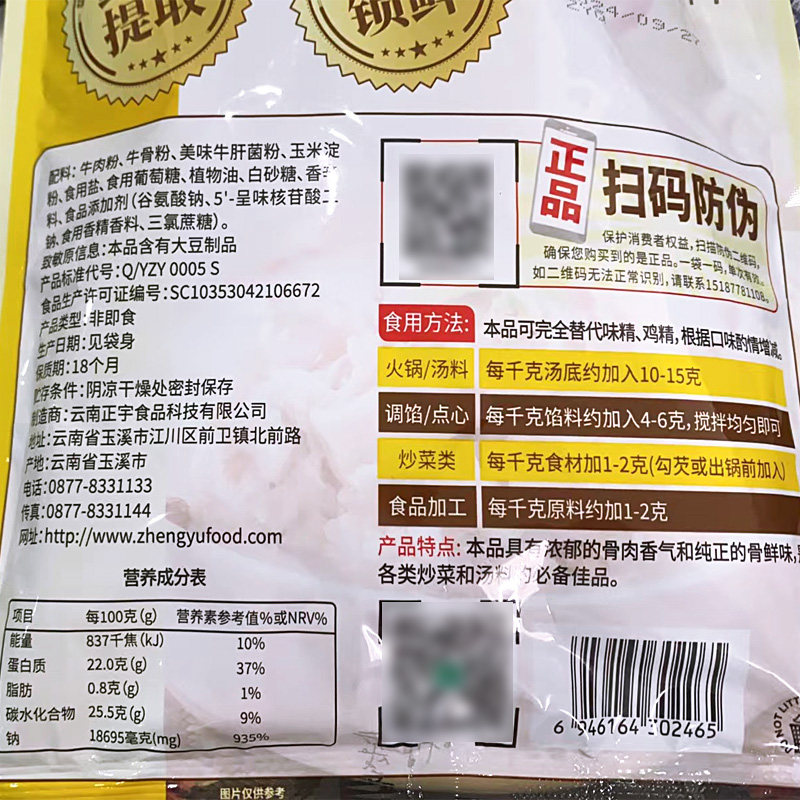 提取
锁鲜
配料:牛肉粉、牛骨粉、美味牛肝菌粉、玉米淀
粉、食用盐、食用葡萄糖、植物油、白砂糖、香辛
料、食品添加剂(谷氨酸钠、5'-呈味核苷酸二
钠、食用香精香料、三氯蔗糖)。
致敏原信息:本品含有大豆制品
产品标准代号:Q/YZY 0005 S
食品生产许可证编号:SC10353042106672
产品类型:非即食
生产日期:见袋身
保质期:18个月
贮存条件:阴凉干燥处密封保存
制造商:云南正宇食品科技有限公司
地址:云南省玉溪市江川区前卫镇北前路
产地:云南省玉溪市
电话:0877-8331133
传真:0877-8331144
网址:http://www.zhengyufood.com
营养成分表
项目 每100克(g) 营养素参考值%或NRV%
能量 837千焦(kJ) 10%
蛋白质 22.0克(g) 37%
脂肪 0.8克(g) 1%
碳水化合物 25.5克(g) 9%
钠 18695毫克(mg) 935%
正品
扫码防伪
保护消费者权益,扫描防伪二维码,
确保您购买到的是正品。一袋一码,单次有效。
如二维码无法正常识别,请联系15187781108。
食用方法: 本品可完全替代味精、鸡精,根据口味酌情增减。
火锅/汤料 每千克汤底约加入10-15克
调馅/点心 每千克馅料约加入4-6克,搅拌均匀即可
炒菜类 每千克食材加1-2克(勾芡或出锅前加入)
食品加工 每千克原料约加1-2克
产品特点: 本品具有浓郁的骨肉香气和纯正的骨鲜味,
各类炒菜和汤料的必备佳品。
6 946164 302465
图片仅供参考